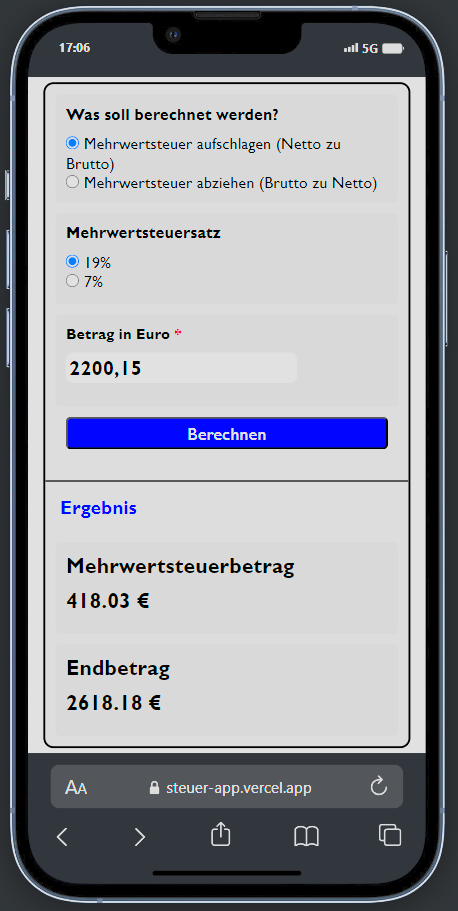 17:06
5G
Was soll berechnet werden?
Mehrwertsteuer aufschlagen (Netto zu
Brutto)
Mehrwertsteuer abziehen (Brutto zu Netto)
Mehrwertsteuersatz
19%
7%
Betrag in Euro *
2200,15
Berechnen
Ergebnis
Mehrwertsteuerbetrag
418.03 €
Endbetrag
2618.18 €
AA
steuer-app.vercel.app